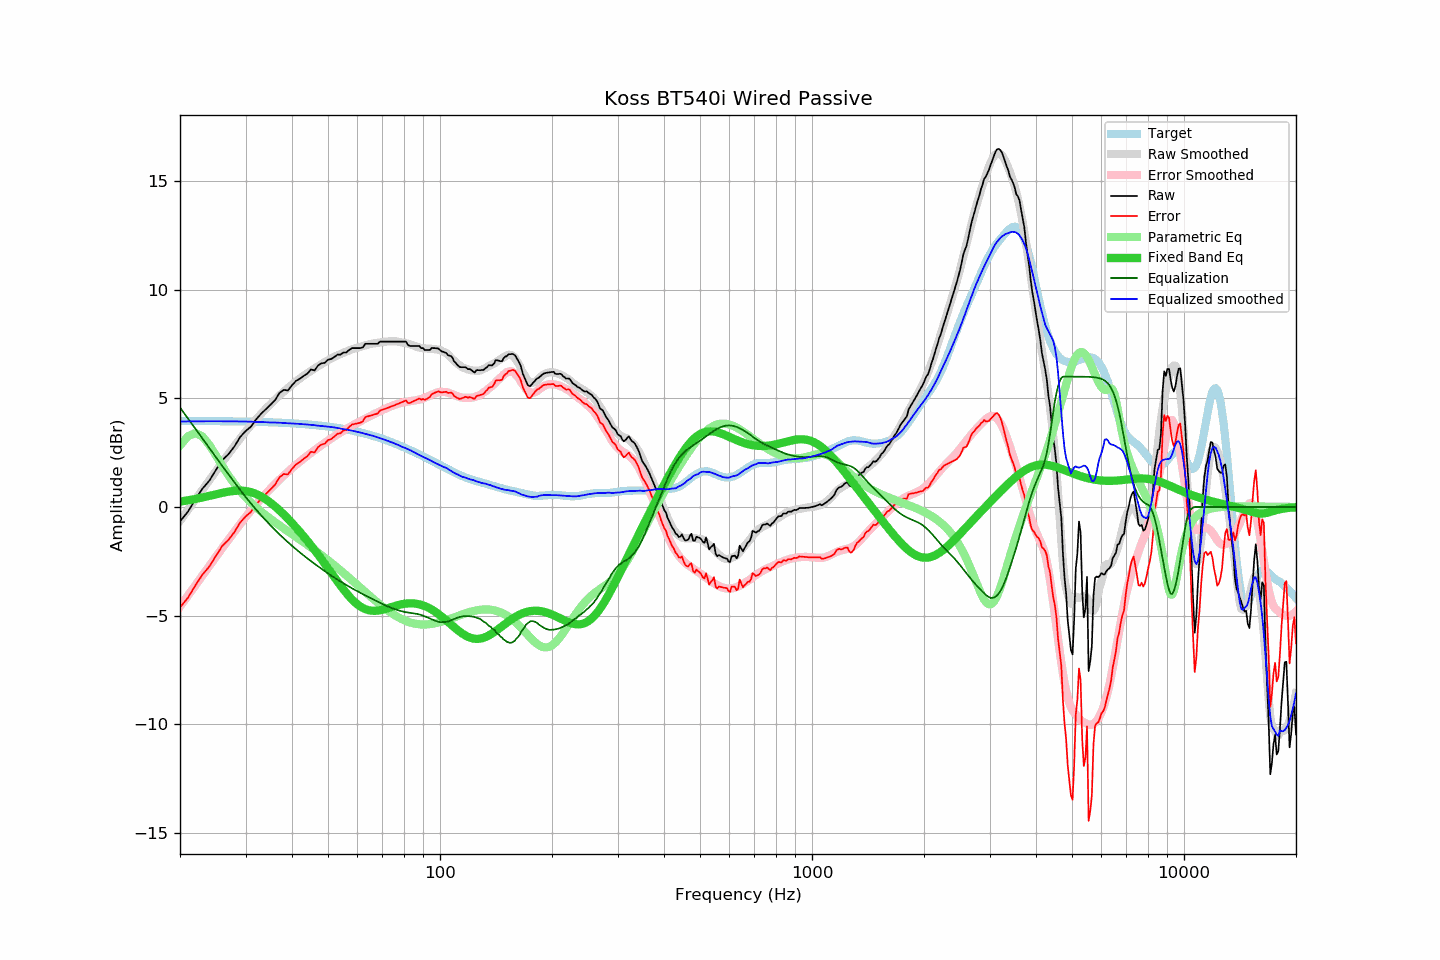 Koss BT540i Wired Passive
Target
Raw Smoothed
Error Smoothed
Raw
Error
Parametric Eq
Fixed Band Eq
Equalization
Equalized smoothed
Amplitude (dBr)
15
10
5
0
−5
−10
−15
100
1000
10000
Frequency (Hz)